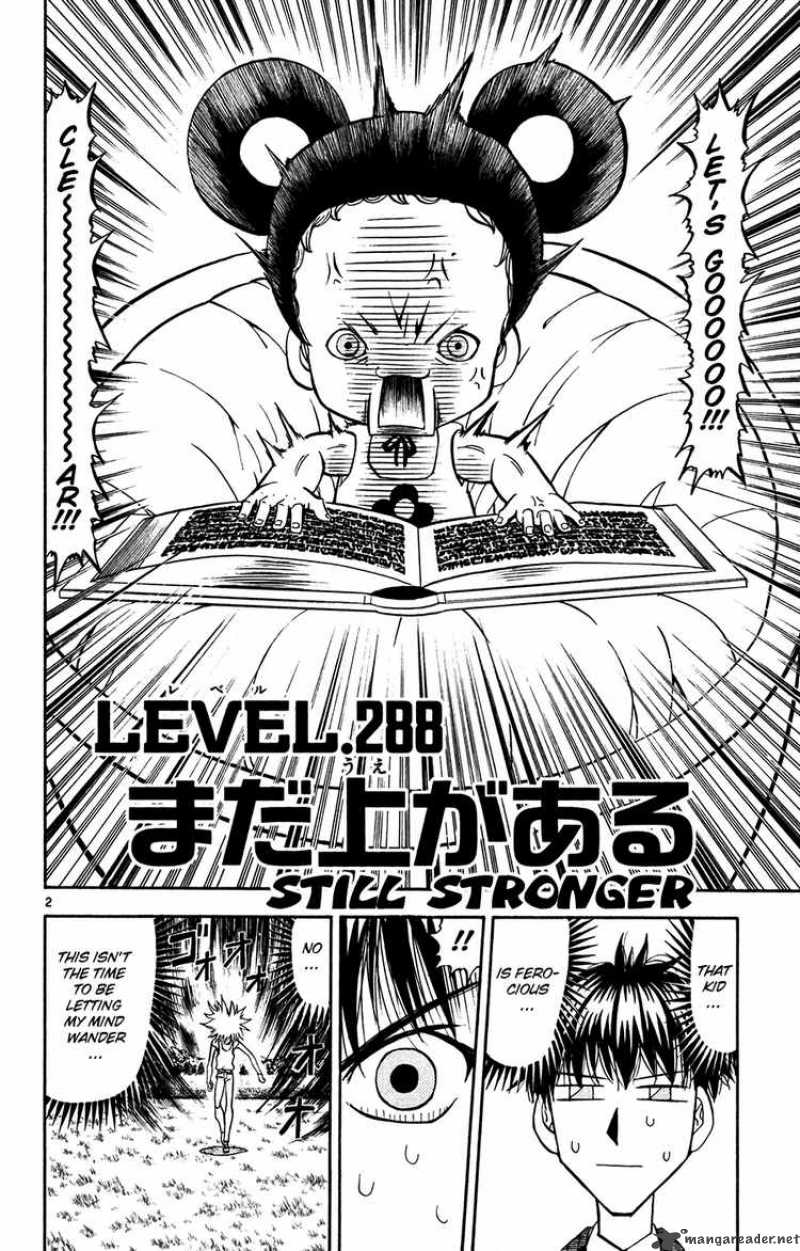 LET'S GOOOOOOO!!!
CLE~~~~~AR!!!
レベル
LEVEL.288
うえ
まだ上がある
STILL STRONGER
2
THAT
KID
...
IS FERO-
CIOUS
...
!!
NO
...
ゴオオオオ
THIS ISN'T
THE TIME
TO BE
LETTING
MY MIND
WANDER
...
mangareader.net